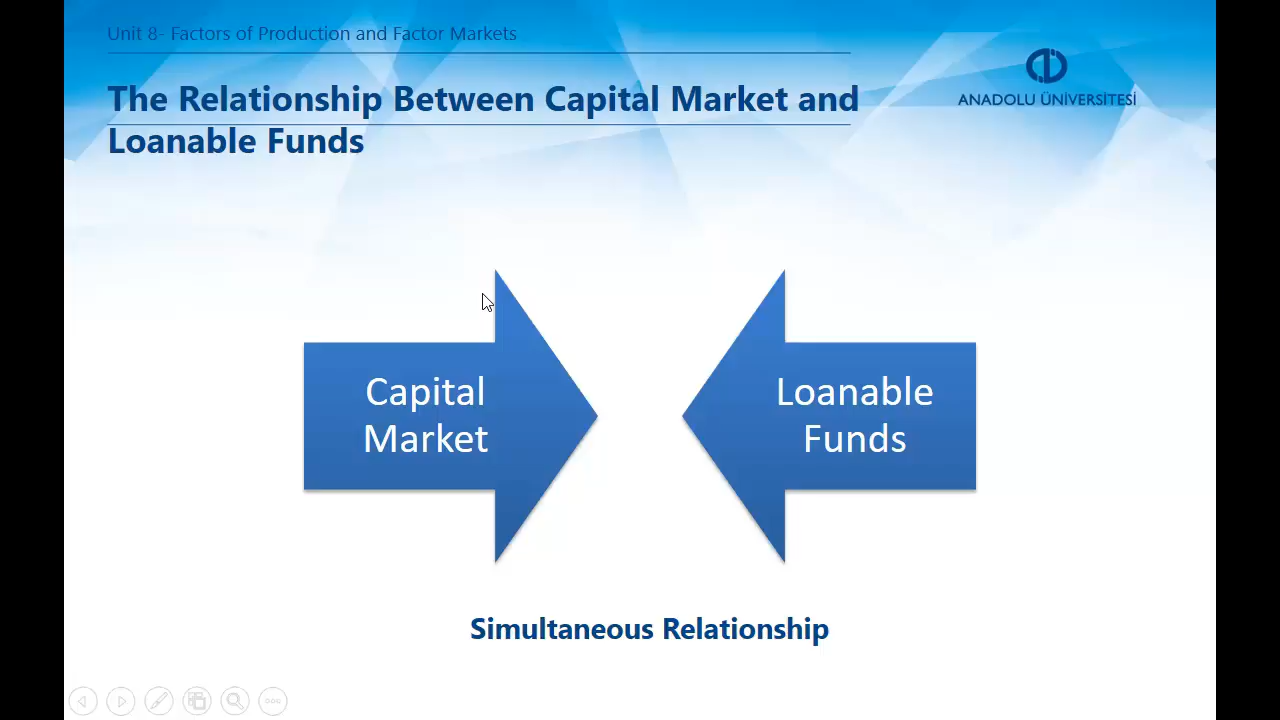 Unit 8- Factors of Production and Factor Markets
The Relationship Between Capital Market and
Loanable Funds
ANADOLU ÜNİVERSİTESİ
Capital
Market
Loanable
Funds
Simultaneous Relationship